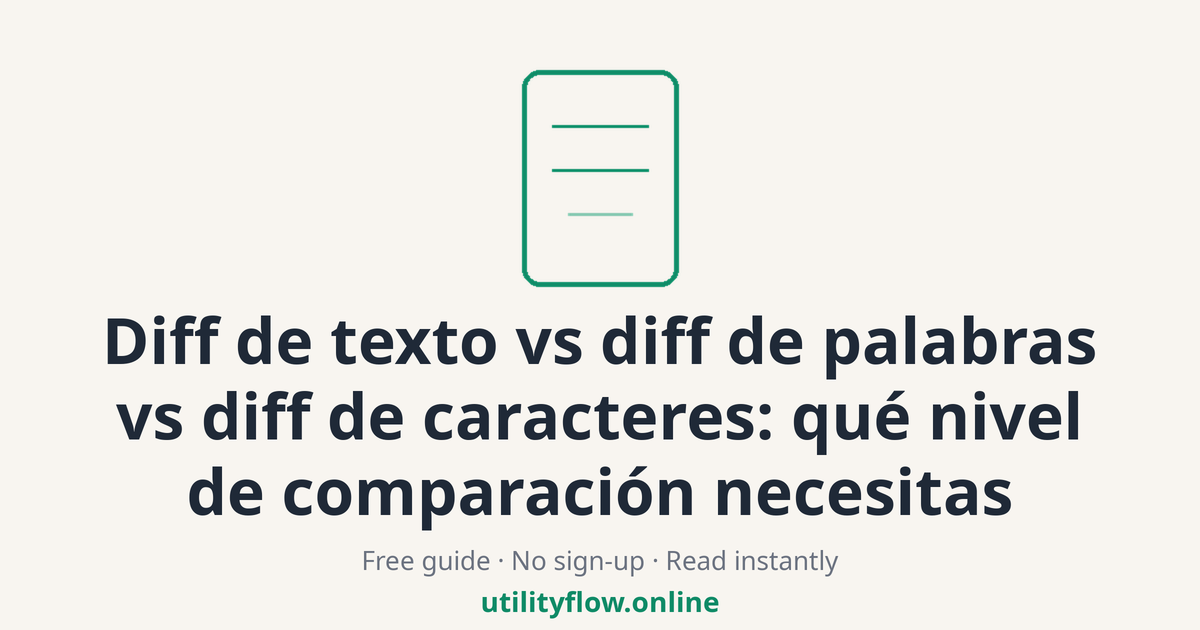 Diff de texto vs diff de palabras
vs diff de caracteres: qué nivel
de comparación necesitas
Free guide · No sign-up · Read instantly
utilityflow.online